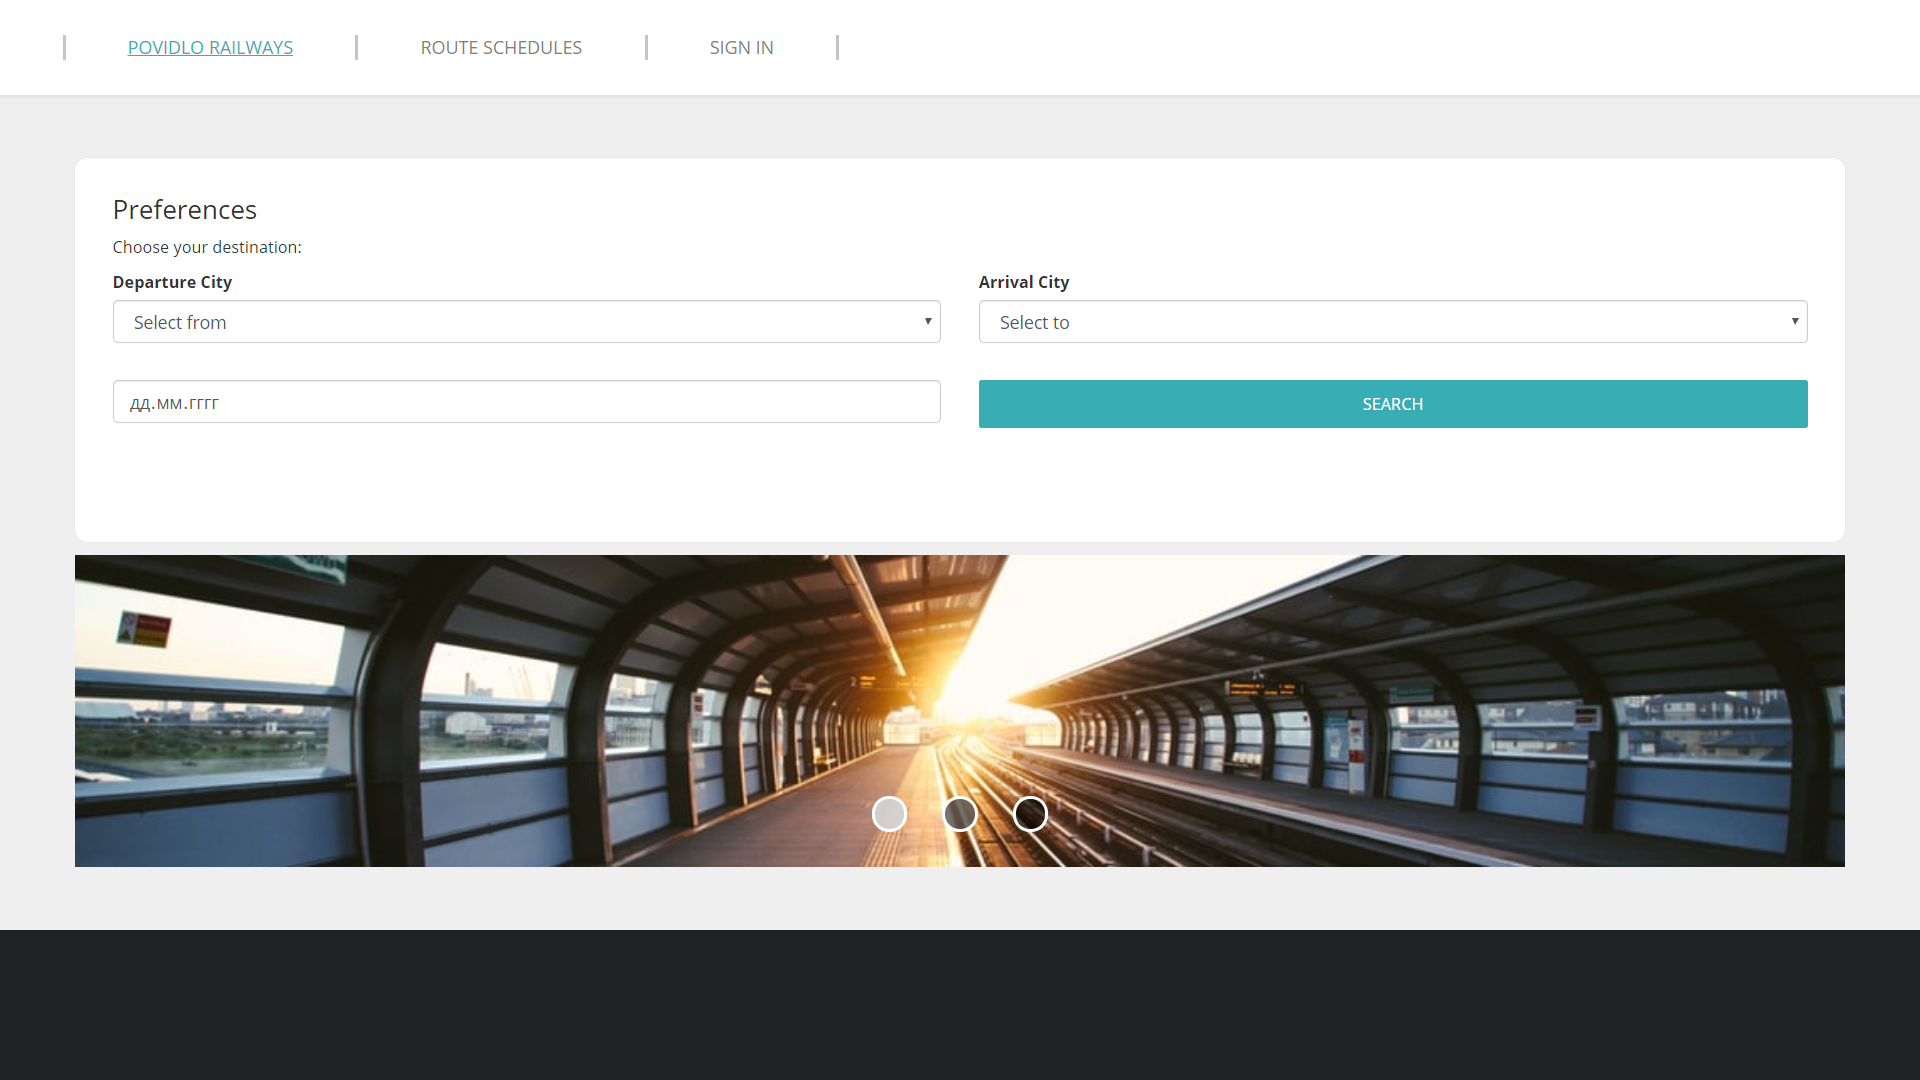 POVIDLO RAILWAYS
ROUTE SCHEDULES
SIGN IN
Preferences
Choose your destination:
Departure City
Arrival City
Select from
Select to
дд.мм.гггг
SEARCH